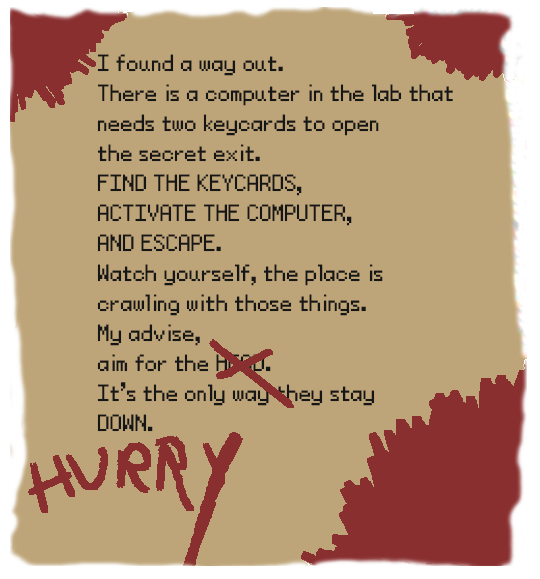 I found a way out.
There is a computer in the lab that
needs two keycards to open
the secret exit.
FIND THE KEYCARDS,
ACTIVATE THE COMPUTER,
AND ESCAPE.
Watch yourself, the place is
crawling with those things.
My advise,
aim for the HEAD.
It's the only way they stay
DOWN.
HURRY